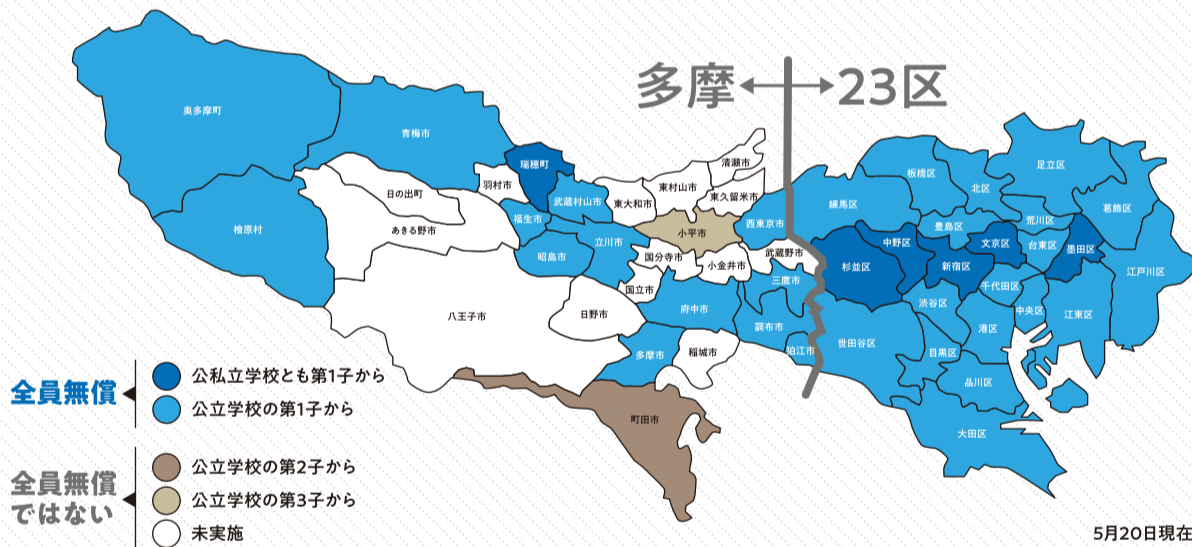 多摩
23区
奥多摩町
青梅市
瑞穂町
羽村市
日の出町
あきる野市
檜原村
福生市
武蔵村山市
昭島市
立川市
東大和市
東村山市
清瀬市
東久留米市
小平市
西東京市
国分寺市
小金井市
武蔵野市
国立市
三鷹市
八王子市
日野市
府中市
調布市
狛江市
多摩市
稲城市
町田市
練馬区
板橋区
北区
足立区
葛飾区
豊島区
荒川区
中野区
文京区
台東区
墨田区
杉並区
新宿区
千代田区
江戸川区
渋谷区
港区
中央区
江東区
世田谷区
目黒区
品川区
大田区
全員無償
公私立学校とも第1子から
公立学校の第1子から
全員無償
ではない
公立学校の第2子から
公立学校の第3子から
未実施
5月20日現在